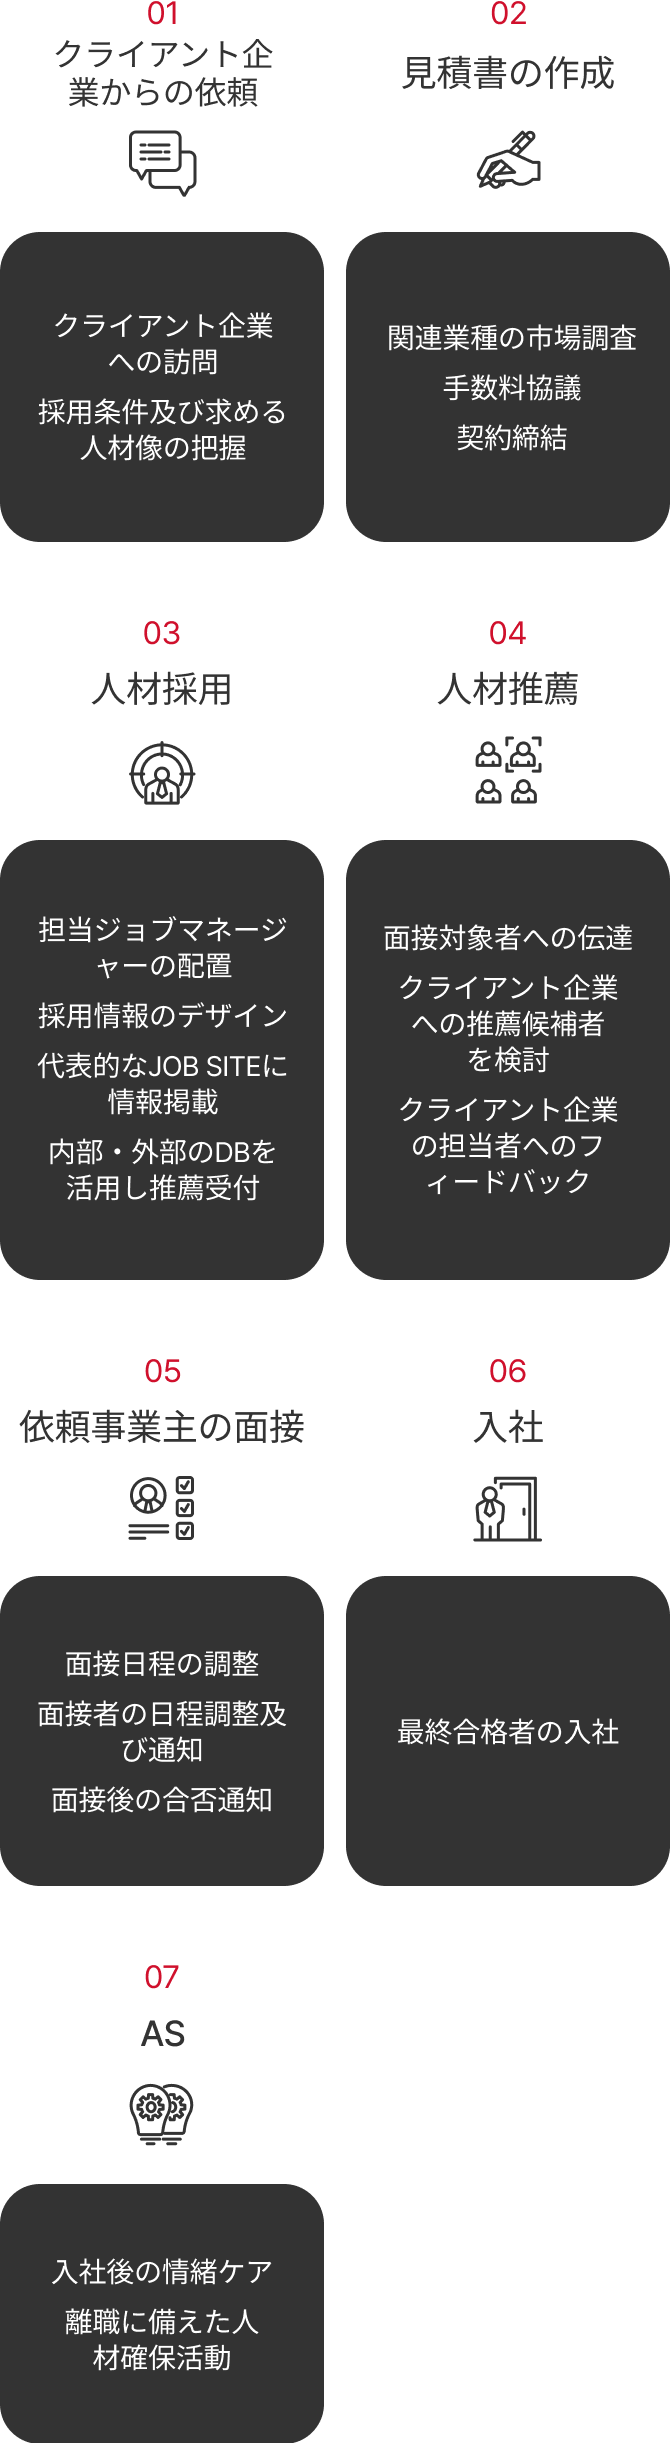 01
クライアント企
業からの依頼
クライアント企業
への訪問
採用条件及び求める
人材像の把握
02
見積書の作成
関連業種の市場調査
手数料協議
契約締結
03
人材採用
担当ジョブマネージ
ャーの配置
採用情報のデザイン
代表的なJOB SITEに
情報掲載
内部・外部のDBを
活用し推薦受付
04
人材推薦
面接対象者への伝達
クライアント企業
への推薦候補者
を検討
クライアント企業
の担当者へのフ
ィードバック
05
依頼事業主の面接
面接日程の調整
面接者の日程調整及
び通知
面接後の合否通知
06
入社
最終合格者の入社
07
AS
入社後の情緒ケア
離職に備えた人
材確保活動